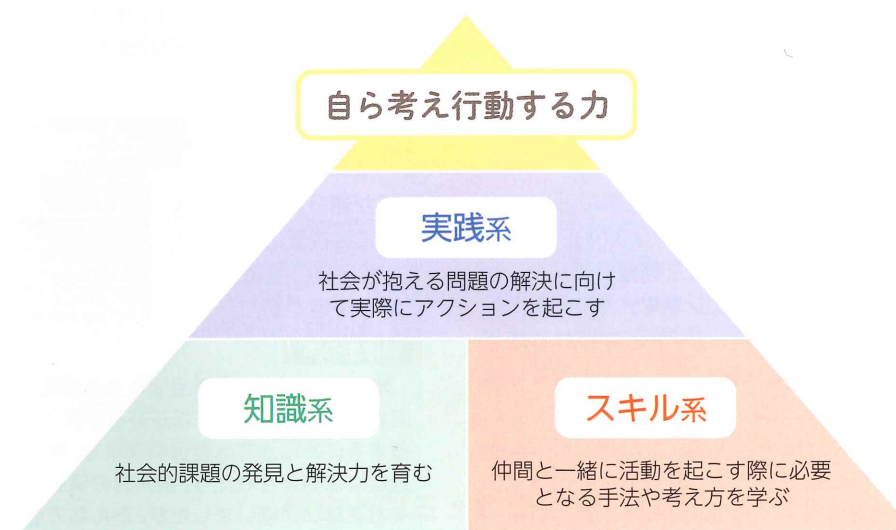 自ら考え行動する力
実践系
社会が抱える問題の解決に向け
て実際にアクションを起こす
知識系
社会的課題の発見と解決力を育む
スキル系
仲間と一緒に活動を起こす際に必要
となる手法や考え方を学ぶ